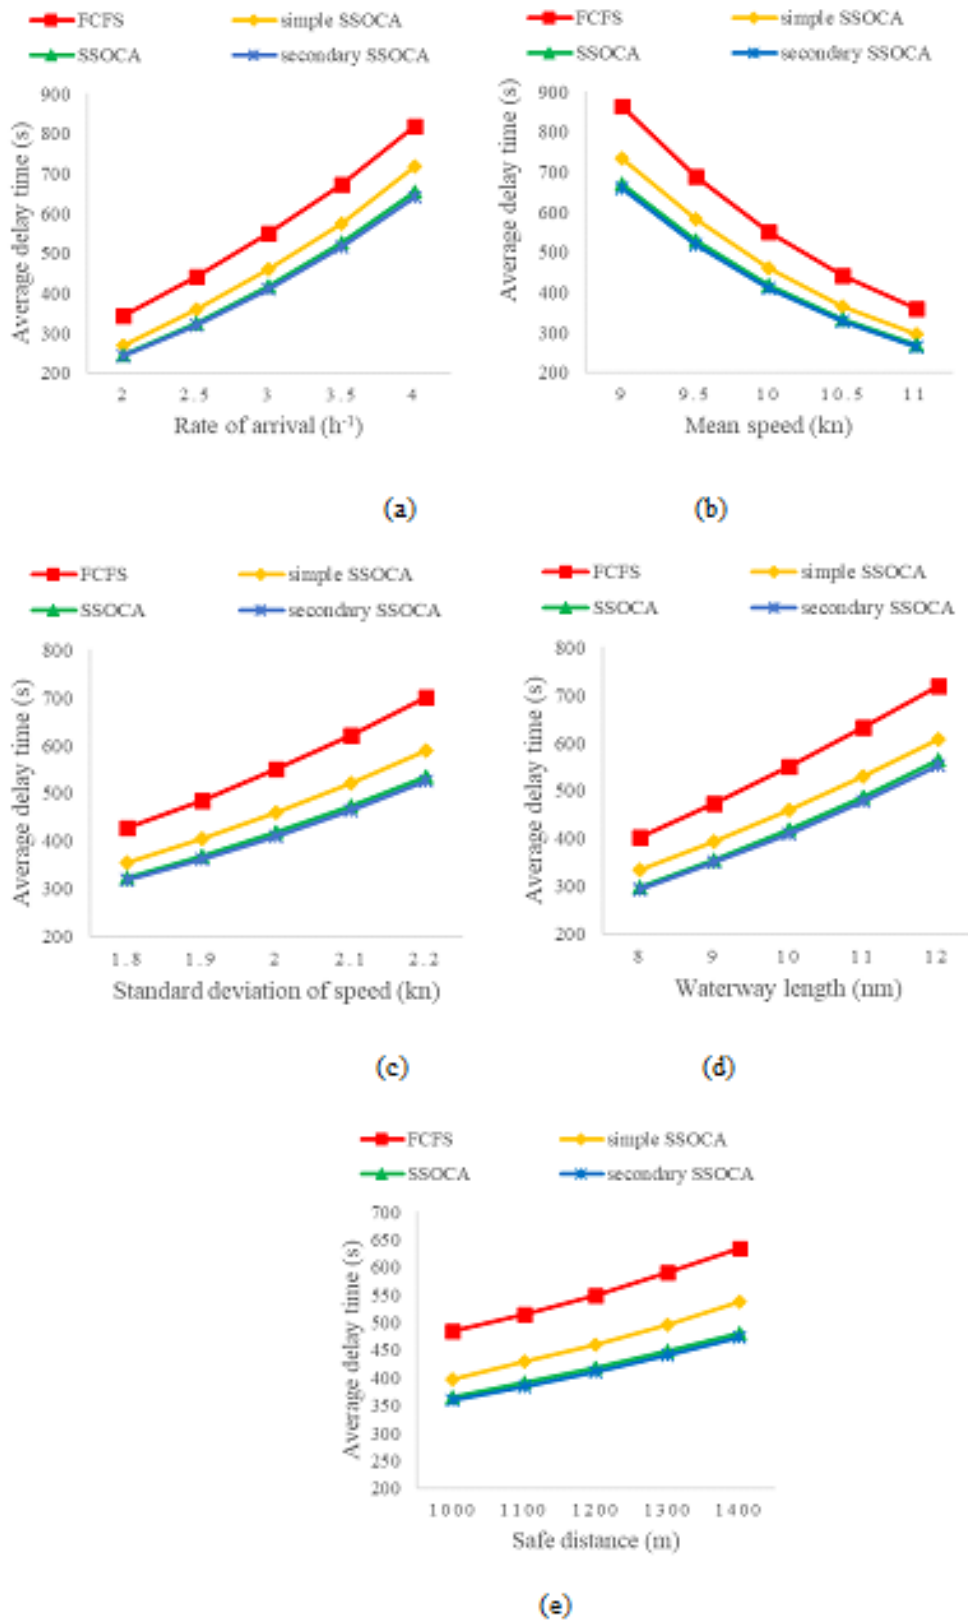 FCFS simple SSOCA
SSOCA secondary SSOCA
Average delay time (s)
900
800
700
600
500
400
300
200
2 2.5 3 3.5 4
Rate of arrival (h⁻¹)
(a)
FCFS simple SSOCA
SSOCA secondary SSOCA
Average delay time (s)
900
800
700
600
500
400
300
200
9 9.5 10 10.5 11
Mean speed (kn)
(b)
FCFS simple SSOCA
SSOCA secondary SSOCA
Average delay time (s)
800
700
600
500
400
300
200
1.8 1.9 2 2.1 2.2
Standard deviation of speed (kn)
(c)
FCFS simple SSOCA
SSOCA secondary SSOCA
Average delay time (s)
800
700
600
500
400
300
200
8 9 10 11 12
Waterway length (nm)
(d)
FCFS simple SSOCA
SSOCA secondary SSOCA
Average delay time (s)
700
650
600
550
500
450
400
350
300
250
200
1000 1100 1200 1300 1400
Safe distance (m)
(e)